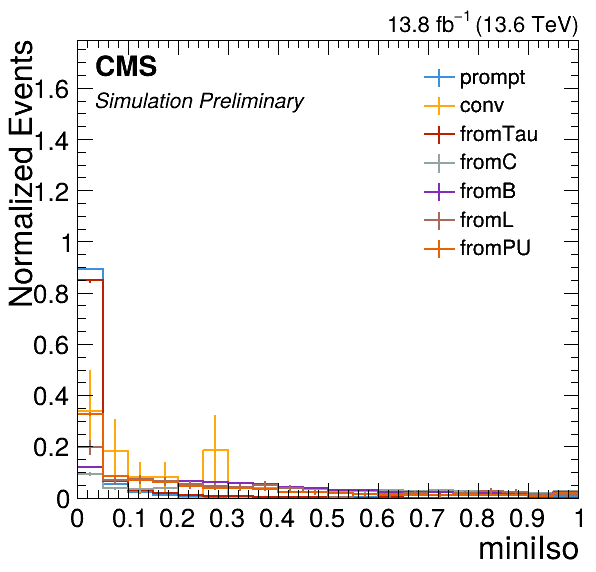 13.8 fb⁻¹ (13.6 TeV)
CMS
Simulation Preliminary
prompt
conv
fromTau
fromC
fromB
fromL
fromPU
Normalized Events
1.6
1.4
1.2
1
0.8
0.6
0.4
0.2
0
0 0.1 0.2 0.3 0.4 0.5 0.6 0.7 0.8 0.9 1
miniIso